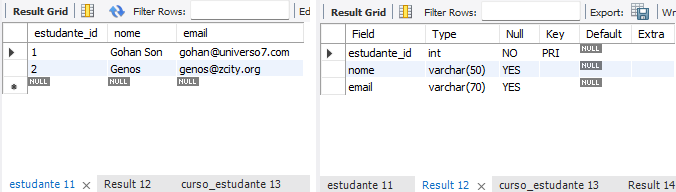 Result Grid Filter Rows: Ed
estudante_id nome email
1 Gohan Son gohan@universo7.com
2 Genos genos@zcity.org
NULL NULL NULL
estudante 11 Result 12 curso_estudante 13
Result Grid Filter Rows: Export: Wr
Field Type Null Key Default Extra
estudante_id int NO PRI NULL
nome varchar(50) YES NULL
email varchar(70) YES NULL
estudante 11 Result 12 curso_estudante 13 Result 14